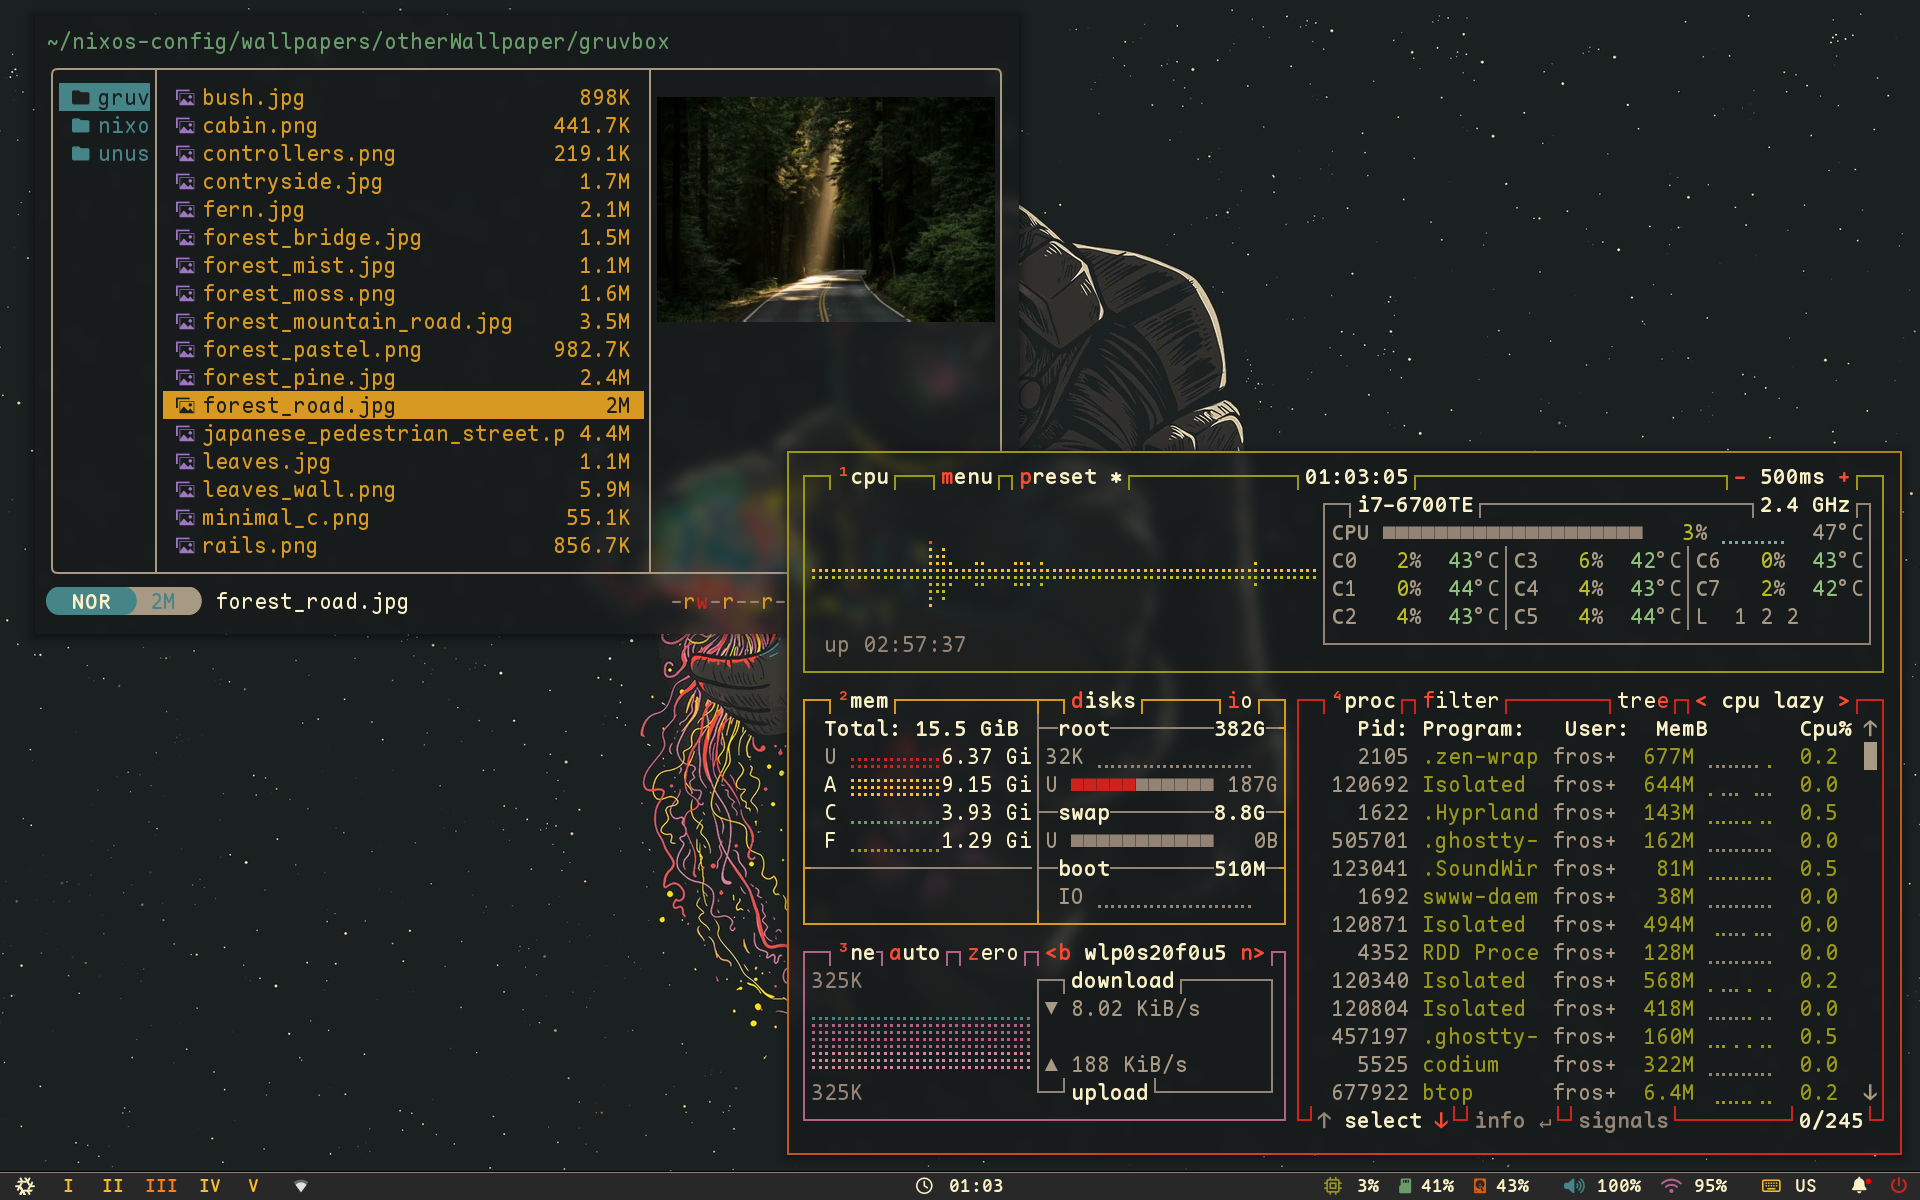 ~/nixos-config/wallpapers/otherWallpaper/gruvbox
gruv
nixo
unus
bush.jpg 898K
cabin.png 441.7K
controllers.png 219.1K
contryside.jpg 1.7M
fern.jpg 2.1M
forest_bridge.jpg 1.5M
forest_mist.jpg 1.1M
forest_moss.png 1.6M
forest_mountain_road.jpg 3.5M
forest_pastel.png 982.7K
forest_pine.jpg 2.4M
forest_road.jpg 2M
japanese_pedestrian_street.p 4.4M
leaves.jpg 1.1M
leaves_wall.png 5.9M
minimal_c.png 55.1K
rails.png 856.7K
NOR 2M forest_road.jpg -rw-r--r-
¹cpu menu preset * 01:03:05 - 500ms +
i7-6700TE 2.4 GHz
CPU 3% 47°C
C0 2% 43°C C3 6% 42°C C6 0% 43°C
C1 0% 44°C C4 4% 43°C C7 2% 42°C
C2 4% 43°C C5 4% 44°C L 1 2 2
up 02:57:37
²mem
Total: 15.5 GiB
U 6.37 Gi
A 9.15 Gi
C 3.93 Gi
F 1.29 Gi
disks io
root 382G
32K
U 187G
swap 8.8G
U 0B
boot 510M
IO
³ne auto zero <b wlp0s20f0u5 n>
325K
325K
download
▼ 8.02 KiB/s
▲ 188 KiB/s
upload
⁴proc filter tree < cpu lazy >
Pid: Program: User: MemB Cpu% ↑
2105 .zen-wrap fros+ 677M 0.2
120692 Isolated fros+ 644M 0.0
1622 .Hyprland fros+ 143M 0.5
505701 .ghostty- fros+ 162M 0.0
123041 .SoundWir fros+ 81M 0.5
1692 swww-daem fros+ 38M 0.0
120871 Isolated fros+ 494M 0.0
4352 RDD Proce fros+ 128M 0.0
120340 Isolated fros+ 568M 0.2
120804 Isolated fros+ 418M 0.0
457197 .ghostty- fros+ 160M 0.5
5525 codium fros+ 322M 0.0
677922 btop fros+ 6.4M 0.2 ↓
↑ select ↓ info ↵ signals 0/245
I II III IV V 01:03 3% 41% 43% 100% 95% US